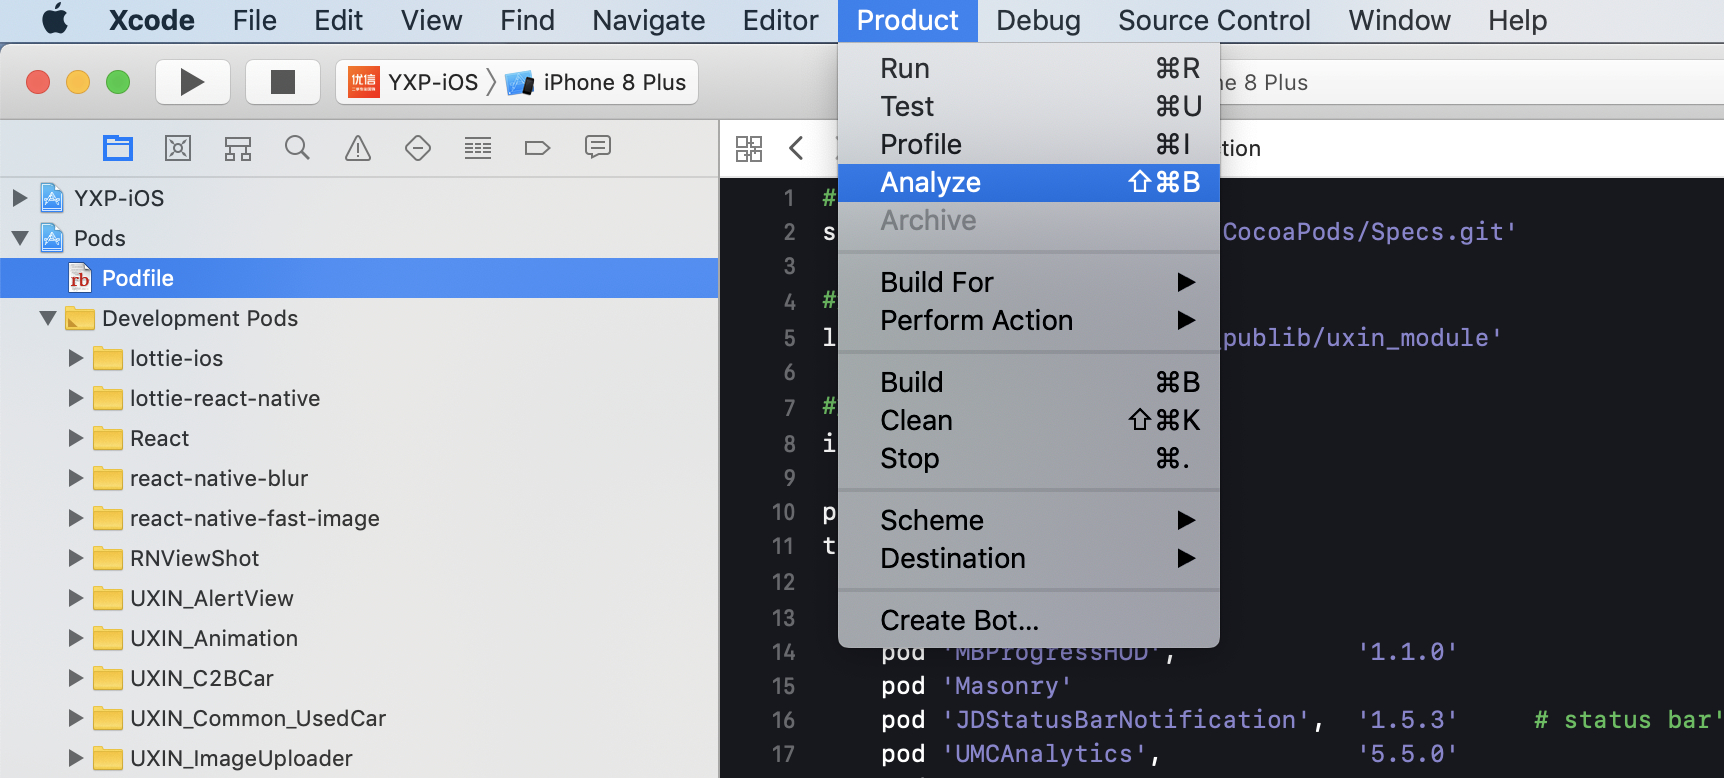 Xcode File Edit View Find Navigate Editor Product Debug Source Control Window Help
优信
YXP-iOS
iPhone 8 Plus
ne 8 Plus
tion
YXP-iOS
Pods
rb Podfile
Development Pods
lottie-ios
lottie-react-native
React
react-native-blur
react-native-fast-image
RNViewShot
UXIN_AlertView
UXIN_Animation
UXIN_C2BCar
UXIN_Common_UsedCar
UXIN_ImageUploader
Run ⌘R
Test ⌘U
Profile ⌘I
Analyze ⇧⌘B
Archive
Build For ▶
Perform Action ▶
Build ⌘B
Clean ⇧⌘K
Stop ⌘.
Scheme ▶
Destination ▶
Create Bot...
1 #
2 s CocoaPods/Specs.git'
3
4 #
5 l publib/uxin_module'
6
7 #
8 i
9
10 p
11 t
12
13
14 pod 'MBProgressHUD', '1.1.0'
15 pod 'Masonry'
16 pod 'JDStatusBarNotification', '1.5.3' # status bar'
17 pod 'UMCAnalytics', '5.5.0'